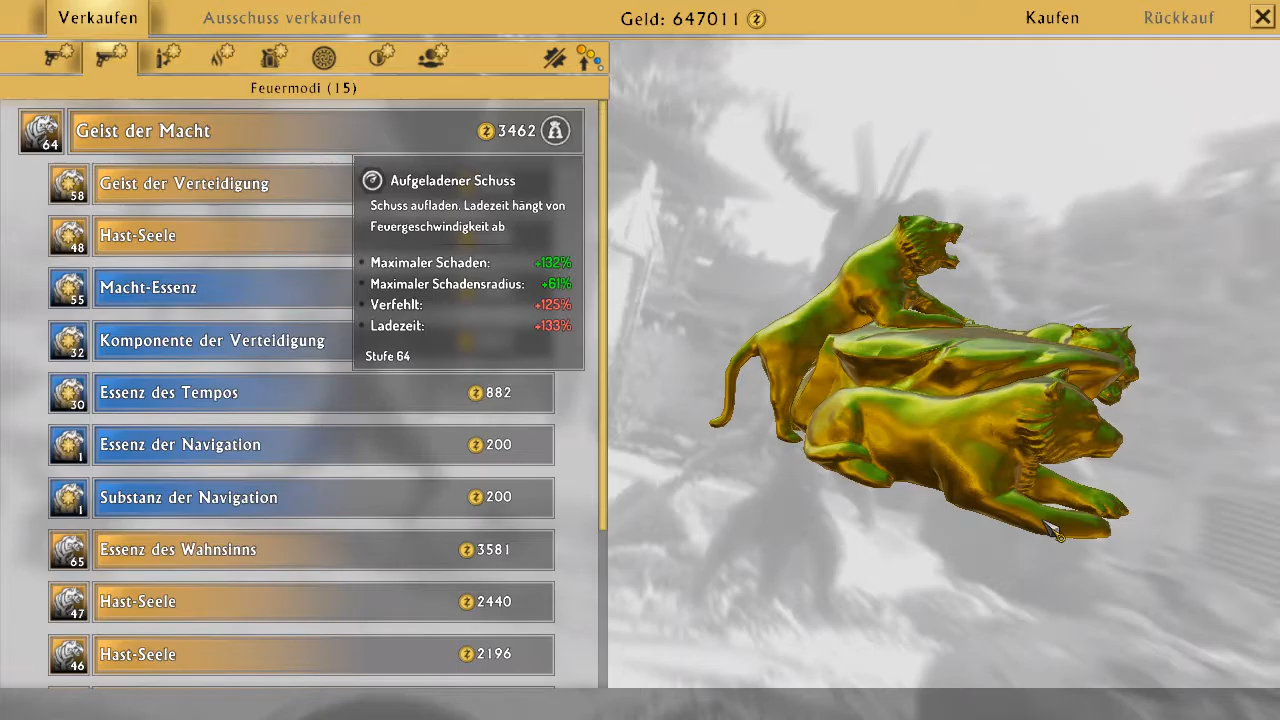 Verkaufen
Ausschuss verkaufen
Geld: 647011
Kaufen
Rückkauf
Feuermodi (15)
64
Geist der Macht
3462
58
Geist der Verteidigung
48
Hast-Seele
55
Macht-Essenz
32
Komponente der Verteidigung
Aufgeladener Schuss
Schuss aufladen. Ladezeit hängt von
Feuergeschwindigkeit ab
Maximaler Schaden: +132%
Maximaler Schadensradius: +61%
Verfehlt: +125%
Ladezeit: +133%
Stufe 64
30
Essenz des Tempos
882
1
Essenz der Navigation
200
1
Substanz der Navigation
200
65
Essenz des Wahnsinns
3581
47
Hast-Seele
2440
46
Hast-Seele
2196